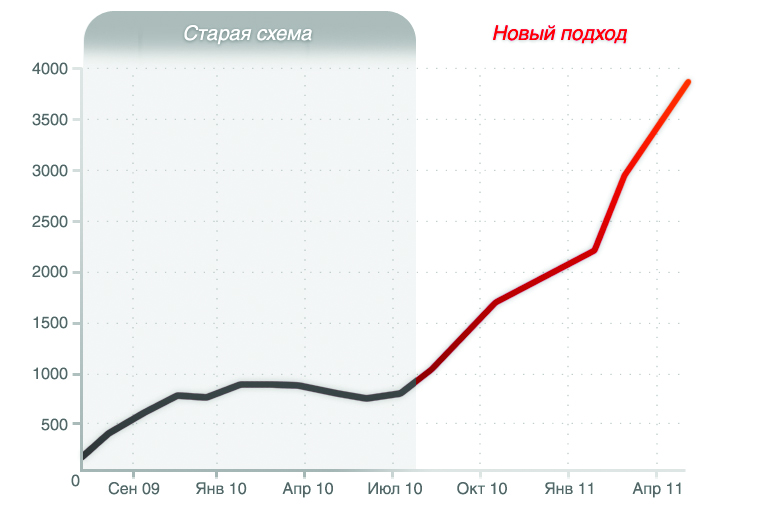 Старая схема
Новый подход
4000
3500
3000
2500
2000
1500
1000
500
0
Сен 09
Янв 10
Апр 10
Июл 10
Окт 10
Янв 11
Апр 11